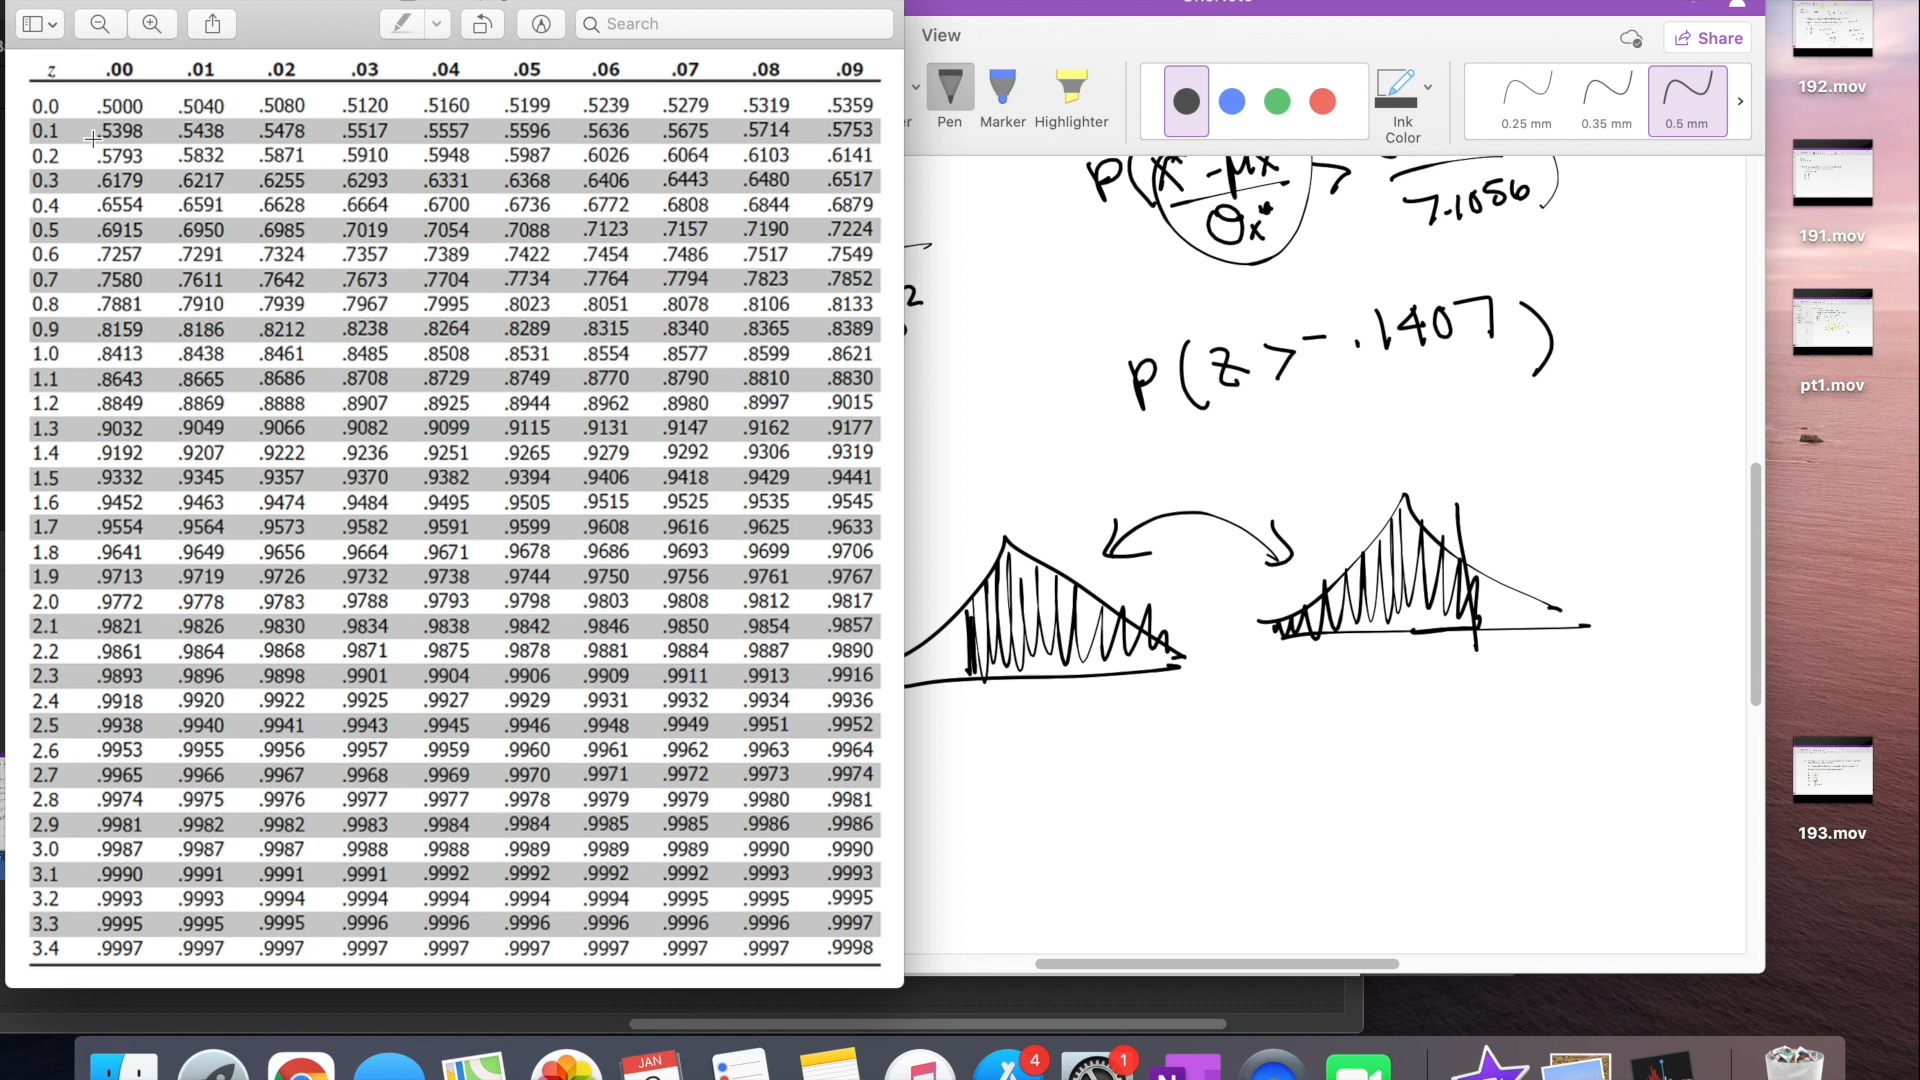 Search
View
Share
z .00 .01 .02 .03 .04 .05 .06 .07 .08 .09
0.0 .5000 .5040 .5080 .5120 .5160 .5199 .5239 .5279 .5319 .5359
0.1 .5398 .5438 .5478 .5517 .5557 .5596 .5636 .5675 .5714 .5753
0.2 .5793 .5832 .5871 .5910 .5948 .5987 .6026 .6064 .6103 .6141
0.3 .6179 .6217 .6255 .6293 .6331 .6368 .6406 .6443 .6480 .6517
0.4 .6554 .6591 .6628 .6664 .6700 .6736 .6772 .6808 .6844 .6879
0.5 .6915 .6950 .6985 .7019 .7054 .7088 .7123 .7157 .7190 .7224
0.6 .7257 .7291 .7324 .7357 .7389 .7422 .7454 .7486 .7517 .7549
0.7 .7580 .7611 .7642 .7673 .7704 .7734 .7764 .7794 .7823 .7852
0.8 .7881 .7910 .7939 .7967 .7995 .8023 .8051 .8078 .8106 .8133
0.9 .8159 .8186 .8212 .8238 .8264 .8289 .8315 .8340 .8365 .8389
1.0 .8413 .8438 .8461 .8485 .8508 .8531 .8554 .8577 .8599 .8621
1.1 .8643 .8665 .8686 .8708 .8729 .8749 .8770 .8790 .8810 .8830
1.2 .8849 .8869 .8888 .8907 .8925 .8944 .8962 .8980 .8997 .9015
1.3 .9032 .9049 .9066 .9082 .9099 .9115 .9131 .9147 .9162 .9177
1.4 .9192 .9207 .9222 .9236 .9251 .9265 .9279 .9292 .9306 .9319
1.5 .9332 .9345 .9357 .9370 .9382 .9394 .9406 .9418 .9429 .9441
1.6 .9452 .9463 .9474 .9484 .9495 .9505 .9515 .9525 .9535 .9545
1.7 .9554 .9564 .9573 .9582 .9591 .9599 .9608 .9616 .9625 .9633
1.8 .9641 .9649 .9656 .9664 .9671 .9678 .9686 .9693 .9699 .9706
1.9 .9713 .9719 .9726 .9732 .9738 .9744 .9750 .9756 .9761 .9767
2.0 .9772 .9778 .9783 .9788 .9793 .9798 .9803 .9808 .9812 .9817
2.1 .9821 .9826 .9830 .9834 .9838 .9842 .9846 .9850 .9854 .9857
2.2 .9861 .9864 .9868 .9871 .9875 .9878 .9881 .9884 .9887 .9890
2.3 .9893 .9896 .9898 .9901 .9904 .9906 .9909 .9911 .9913 .9916
2.4 .9918 .9920 .9922 .9925 .9927 .9929 .9931 .9932 .9934 .9936
2.5 .9938 .9940 .9941 .9943 .9945 .9946 .9948 .9949 .9951 .9952
2.6 .9953 .9955 .9956 .9957 .9959 .9960 .9961 .9962 .9963 .9964
2.7 .9965 .9966 .9967 .9968 .9969 .9970 .9971 .9972 .9973 .9974
2.8 .9974 .9975 .9976 .9977 .9977 .9978 .9979 .9979 .9980 .9981
2.9 .9981 .9982 .9982 .9983 .9984 .9984 .9985 .9985 .9986 .9986
3.0 .9987 .9987 .9987 .9988 .9988 .9989 .9989 .9989 .9990 .9990
3.1 .9990 .9991 .9991 .9991 .9992 .9992 .9992 .9992 .9993 .9993
3.2 .9993 .9993 .9994 .9994 .9994 .9994 .9994 .9995 .9995 .9995
3.3 .9995 .9995 .9995 .9996 .9996 .9996 .9996 .9996 .9996 .9997
3.4 .9997 .9997 .9997 .9997 .9997 .9997 .9997 .9997 .9997 .9998
Pen Marker Highlighter
Ink
Color
0.25 mm 0.35 mm 0.5 mm
p(x* - μx >
σx*
7.1056)
p(z > -.1407)
2
192.mov
191.mov
pt1.mov
193.mov
JAN
4
1
N